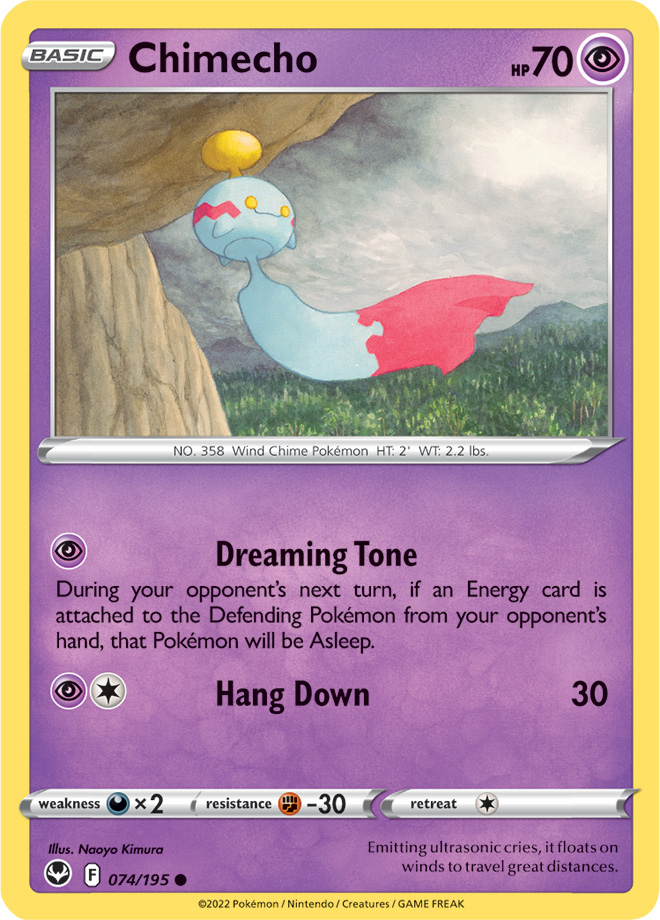 BASIC Chimecho HP 70
NO. 358 Wind Chime Pokémon HT: 2' WT: 2.2 lbs.
Dreaming Tone
During your opponent's next turn, if an Energy card is
attached to the Defending Pokémon from your opponent's
hand, that Pokémon will be Asleep.
Hang Down 30
weakness ×2 resistance -30 retreat
Illus. Naoyo Kimura
Emitting ultrasonic cries, it floats on
winds to travel great distances.
F 074/195
©2022 Pokémon / Nintendo / Creatures / GAME FREAK